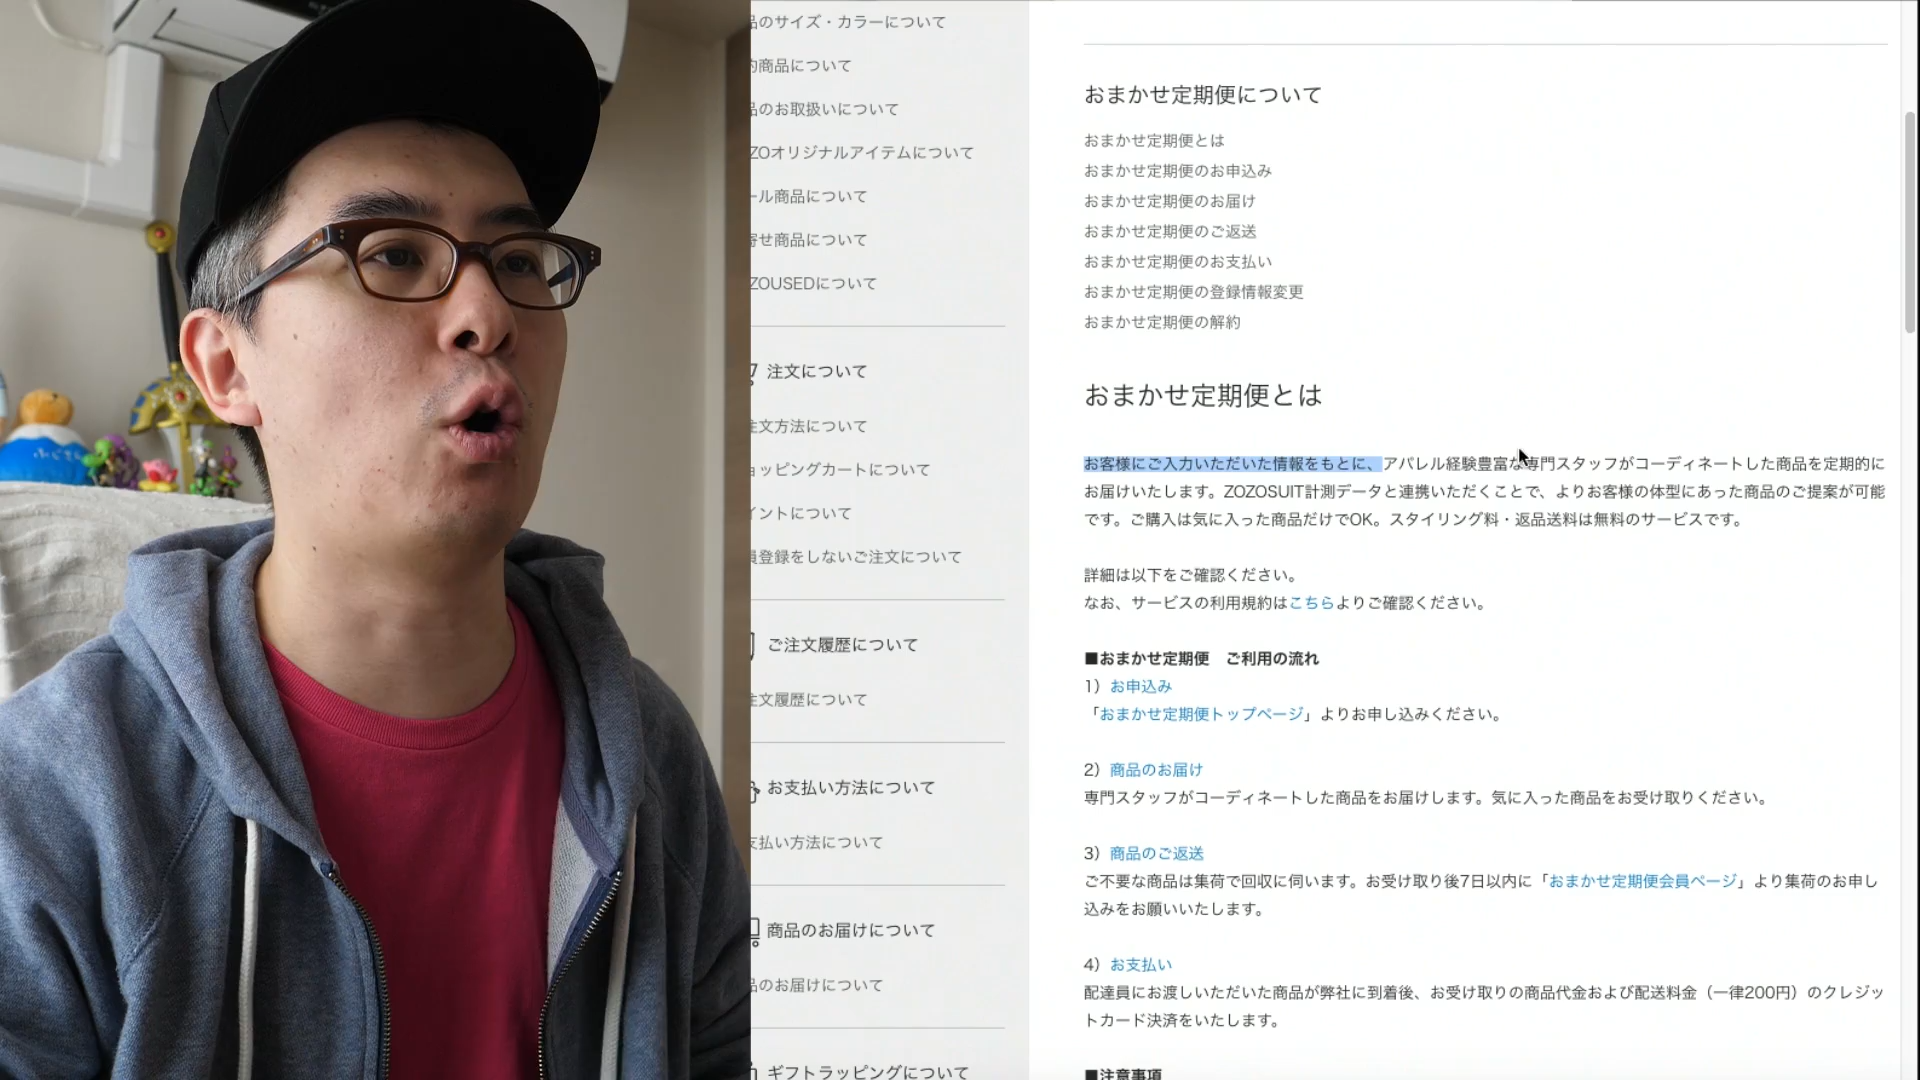 品のサイズ・カラーについて
約商品について
品のお取扱いについて
ZOオリジナルアイテムについて
ール商品について
寄せ商品について
ZOUSEDについて
注文について
注文方法について
ョッピングカートについて
イントについて
員登録をしないご注文について
ご注文履歴について
注文履歴について
お支払い方法について
支払い方法について
商品のお届けについて
品のお届けについて
ギフトラッピングについて
おまかせ定期便について
おまかせ定期便とは
おまかせ定期便のお申込み
おまかせ定期便のお届け
おまかせ定期便のご返送
おまかせ定期便のお支払い
おまかせ定期便の登録情報変更
おまかせ定期便の解約
おまかせ定期便とは
お客様にご入力いただいた情報をもとに、アパレル経験豊富な専門スタッフがコーディネートした商品を定期的に
お届けいたします。ZOZOSUIT計測データと連携いただくことで、よりお客様の体型にあった商品のご提案が可能
です。ご購入は気に入った商品だけでOK。スタイリング料・返品送料は無料のサービスです。
詳細は以下をご確認ください。
なお、サービスの利用規約はこちらよりご確認ください。
■おまかせ定期便　ご利用の流れ
1）お申込み
「おまかせ定期便トップページ」よりお申し込みください。
2）商品のお届け
専門スタッフがコーディネートした商品をお届けします。気に入った商品をお受け取りください。
3）商品のご返送
ご不要な商品は集荷で回収に伺います。お受け取り後7日以内に「おまかせ定期便会員ページ」より集荷のお申し
込みをお願いいたします。
4）お支払い
配達員にお渡しいただいた商品が弊社に到着後、お受け取りの商品代金および配送料金（一律200円）のクレジッ
トカード決済をいたします。
■注意事項